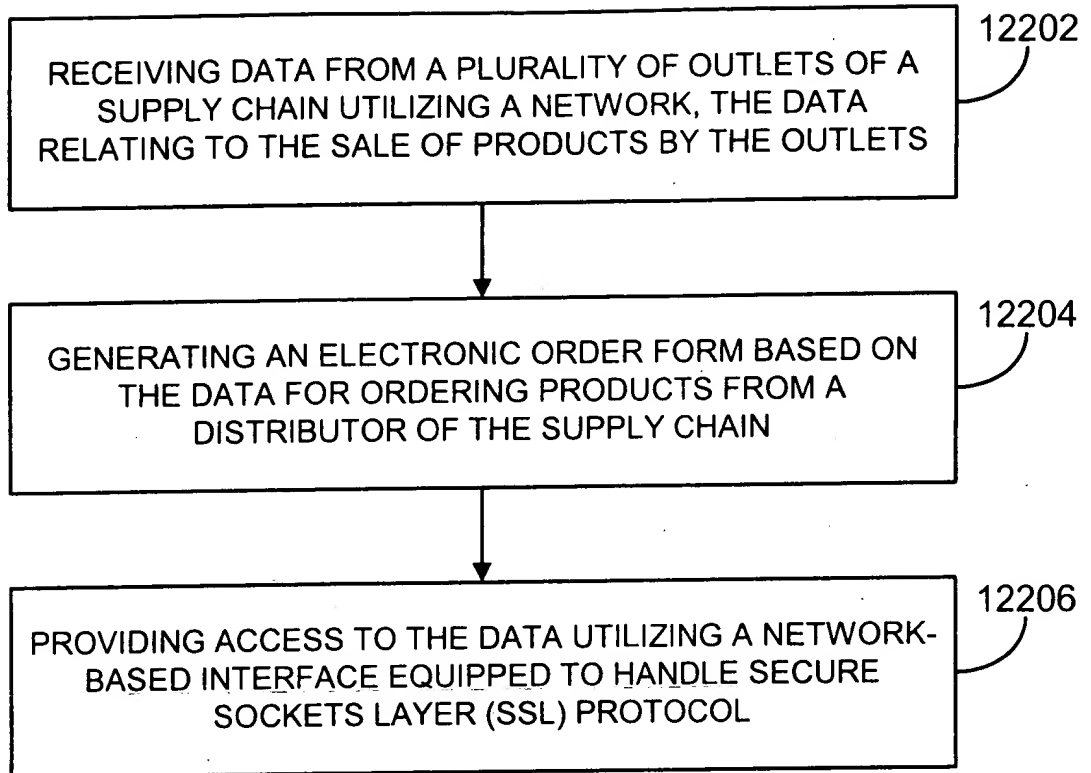 12202
RECEIVING DATA FROM A PLURALITY OF OUTLETS OF A
SUPPLY CHAIN UTILIZING A NETWORK, THE DATA
RELATING TO THE SALE OF PRODUCTS BY THE OUTLETS
12204
GENERATING AN ELECTRONIC ORDER FORM BASED ON
THE DATA FOR ORDERING PRODUCTS FROM A
DISTRIBUTOR OF THE SUPPLY CHAIN
12206
PROVIDING ACCESS TO THE DATA UTILIZING A NETWORK-
BASED INTERFACE EQUIPPED TO HANDLE SECURE
SOCKETS LAYER (SSL) PROTOCOL